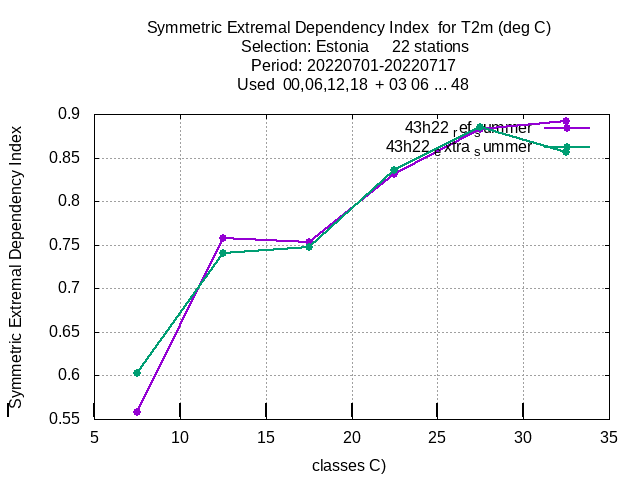 Symmetric Extremal Dependency Index for T2m (deg C)
Selection: Estonia 22 stations
Period: 20220701-20220717
Used 00,06,12,18 + 03 06 ... 48
Symmetric Extremal Dependency Index
0.9
0.85
0.8
0.75
0.7
0.65
0.6
0.55
43h22_ref_summer
43h22_extra_summer
5
10
15
20
25
30
35
classes C)